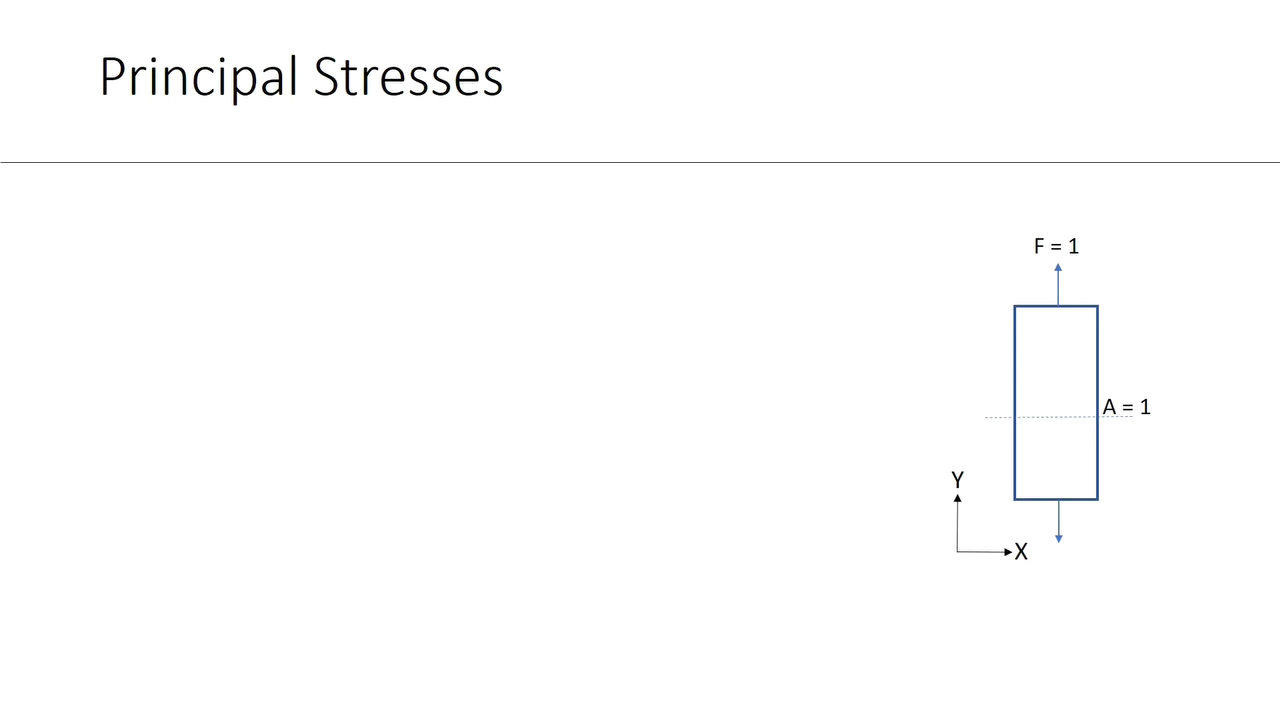 Principal Stresses
F = 1
A = 1
Y
X